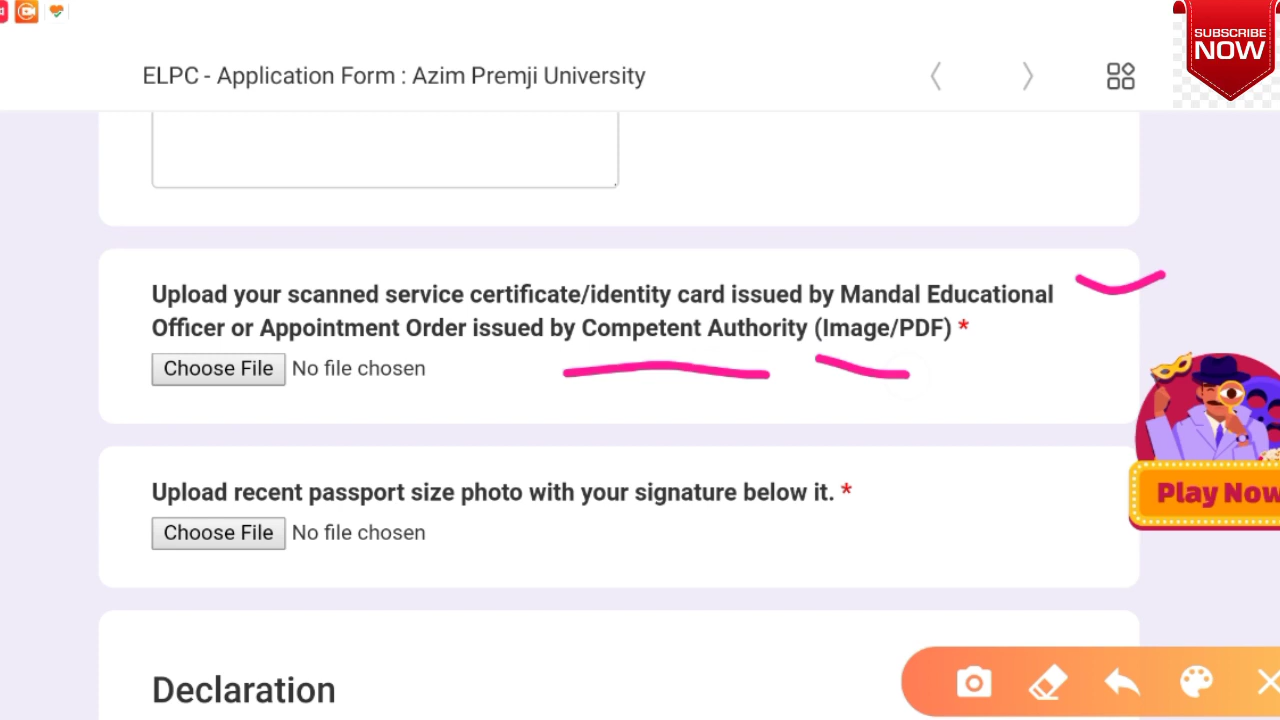 SUBSCRIBE
NOW
ELPC - Application Form : Azim Premji University
Upload your scanned service certificate/identity card issued by Mandal Educational
Officer or Appointment Order issued by Competent Authority (Image/PDF) *
Choose File No file chosen
Play Now
Upload recent passport size photo with your signature below it. *
Choose File No file chosen
Declaration